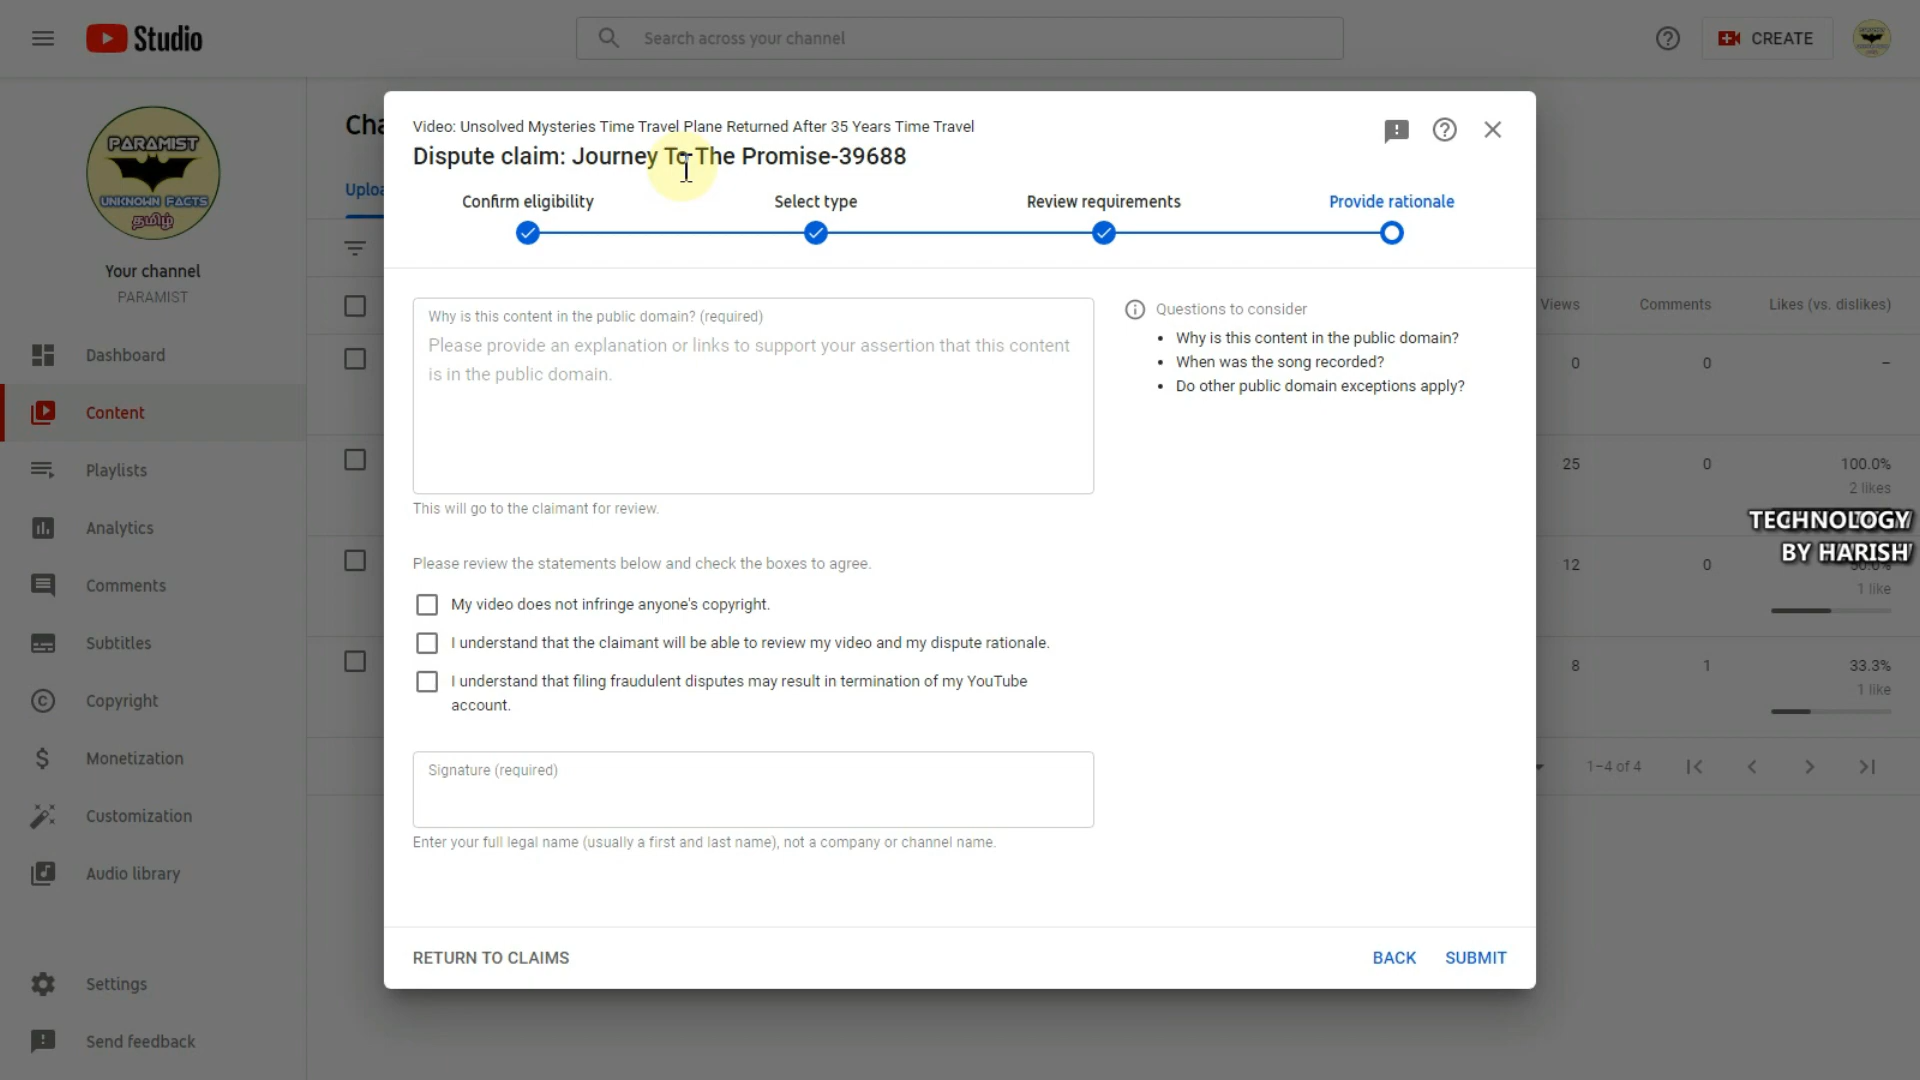 Studio
Search across your channel
CREATE
PARAMIST
UNKNOWN FACTS
தமிழ்
Your channel
PARAMIST
Dashboard
Content
Playlists
Analytics
Comments
Subtitles
Copyright
Monetization
Customization
Audio library
Settings
Send feedback
Cha
Uploa
Video: Unsolved Mysteries Time Travel Plane Returned After 35 Years Time Travel
Dispute claim: Journey To The Promise-39688
Confirm eligibility
Select type
Review requirements
Provide rationale
Why is this content in the public domain? (required)
Please provide an explanation or links to support your assertion that this content
is in the public domain.
This will go to the claimant for review.
Questions to consider
• Why is this content in the public domain?
• When was the song recorded?
• Do other public domain exceptions apply?
Please review the statements below and check the boxes to agree.
My video does not infringe anyone's copyright.
I understand that the claimant will be able to review my video and my dispute rationale.
I understand that filing fraudulent disputes may result in termination of my YouTube
account.
Signature (required)
Enter your full legal name (usually a first and last name), not a company or channel name.
RETURN TO CLAIMS
BACK
SUBMIT
Views
Comments
Likes (vs. dislikes)
0
0
–
25
0
100.0%
2 likes
TECHNOLOGY
BY HARISH
12
0
50.0%
1 like
8
1
33.3%
1 like
1–4 of 4